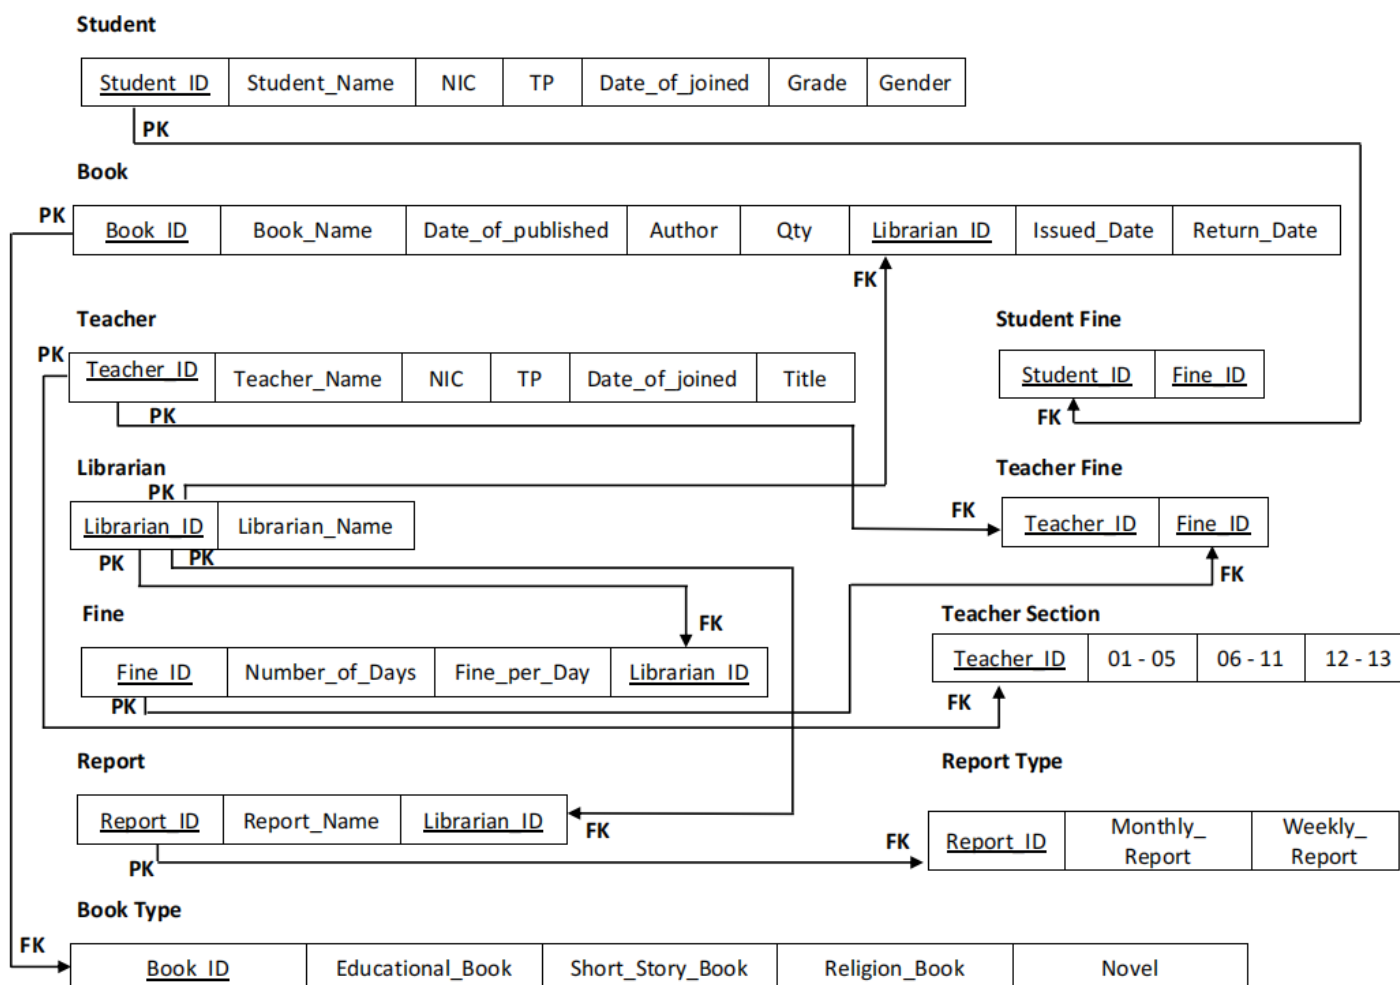 Student
Student_ID Student_Name NIC TP Date_of_joined Grade Gender
PK
Book
PK
Book_ID Book_Name Date_of_published Author Qty Librarian_ID Issued_Date Return_Date
FK
Teacher Student Fine
PK
Teacher_ID Teacher_Name NIC TP Date_of_joined Title Student_ID Fine_ID
PK FK
Librarian Teacher Fine
PK
Librarian_ID Librarian_Name FK Teacher_ID Fine_ID
PK PK FK
Fine FK Teacher Section
Fine_ID Number_of_Days Fine_per_Day Librarian_ID Teacher_ID 01 - 05 06 - 11 12 - 13
PK FK
Report Report Type
Report_ID Report_Name Librarian_ID FK FK Report_ID Monthly_ Weekly_
Report Report
PK
Book Type
FK
Book_ID Educational_Book Short_Story_Book Religion_Book Novel